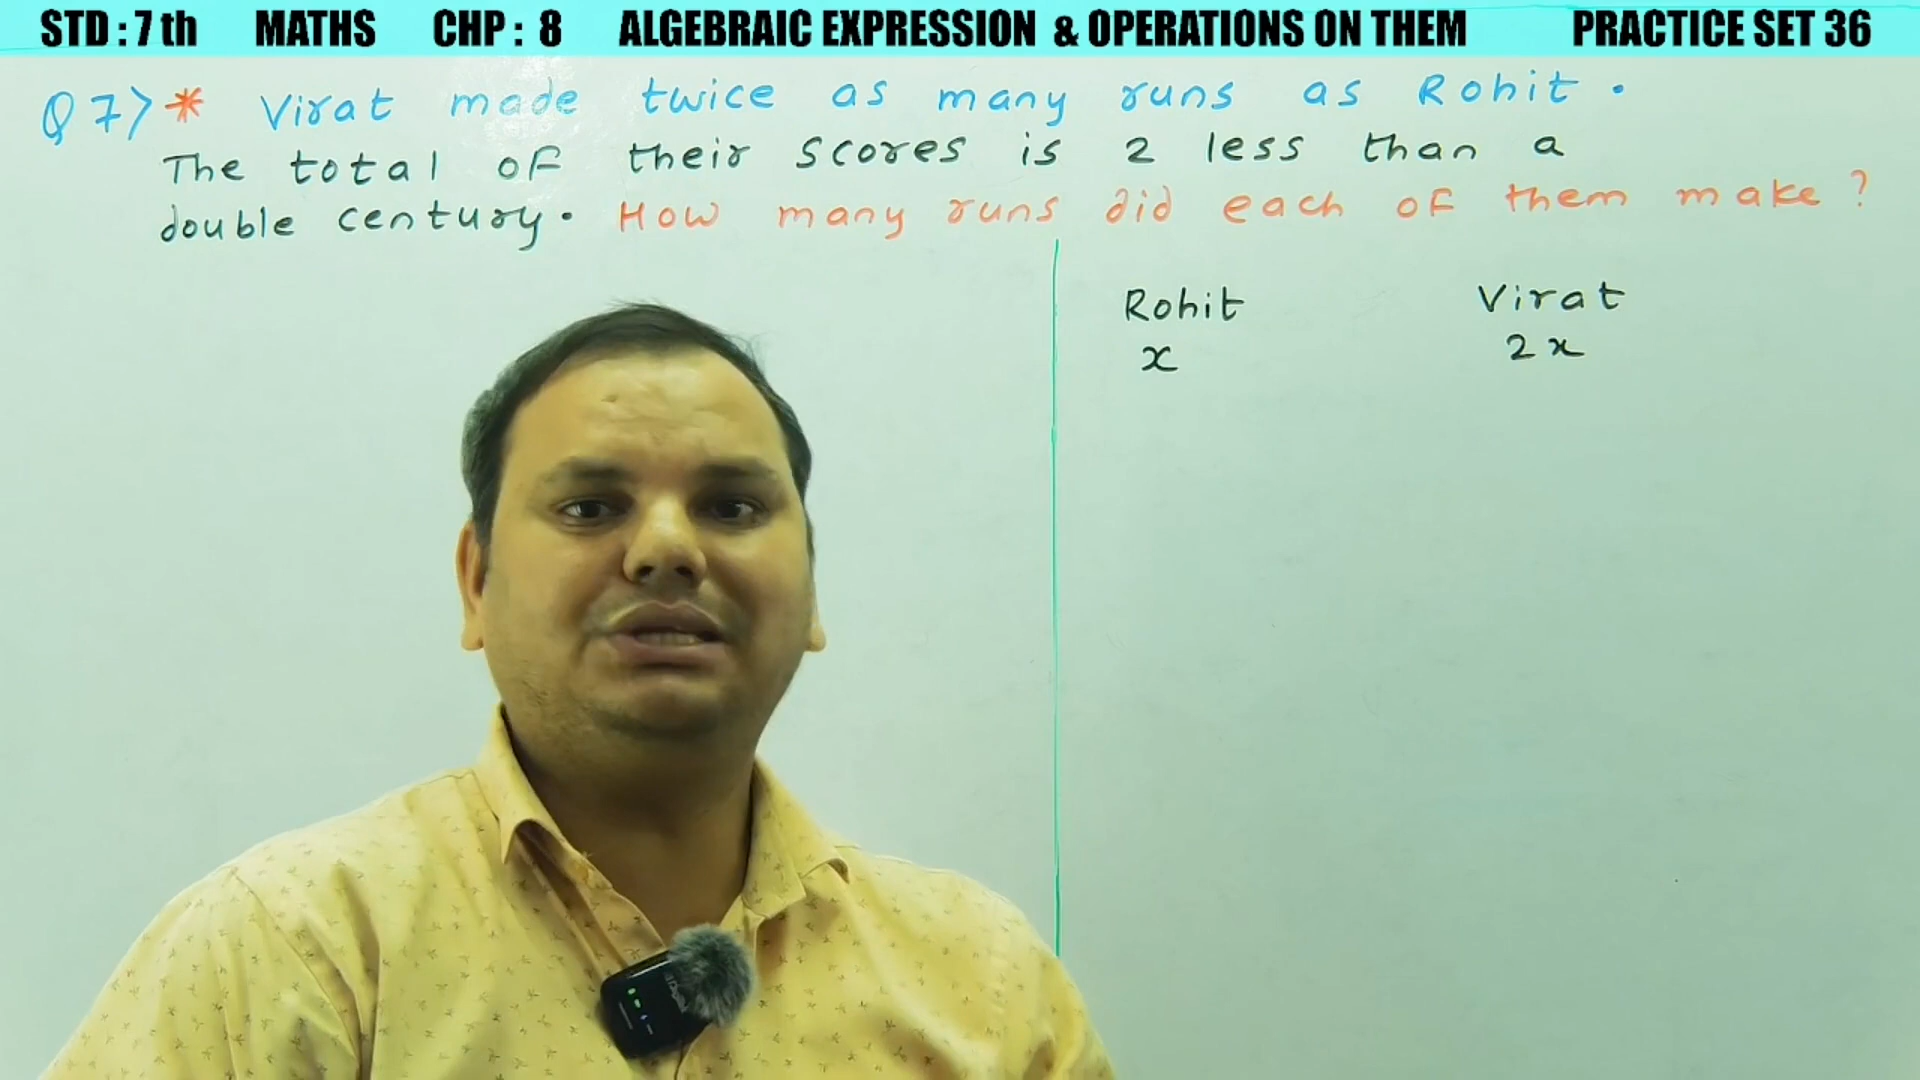 STD : 7 th MATHS CHP : 8 ALGEBRAIC EXPRESSION & OPERATIONS ON THEM PRACTICE SET 36
Q 7) * Virat made twice as many runs as Rohit.
The total of their scores is 2 less than a
double century. How many runs did each of them make?
Rohit Virat
x 2x